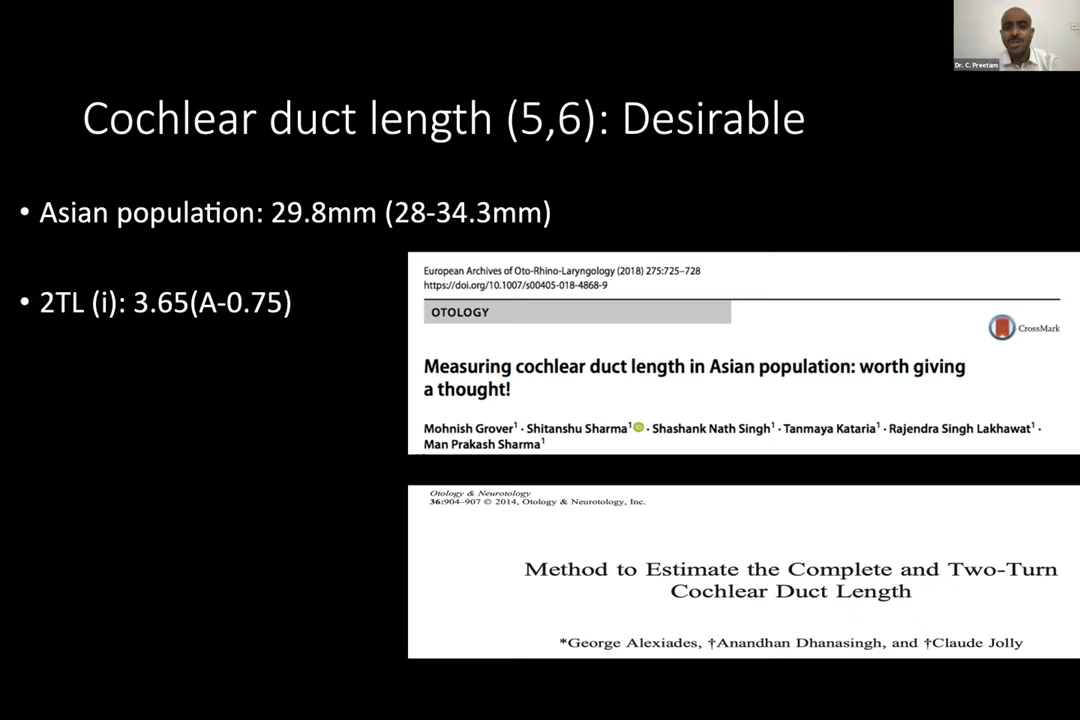 Dr. C. Preetam
Cochlear duct length (5,6): Desirable
• Asian population: 29.8mm (28-34.3mm)
• 2TL (i): 3.65(A-0.75)
European Archives of Oto-Rhino-Laryngology (2018) 275:725–728
https://doi.org/10.1007/s00405-018-4868-9
OTOLOGY
CrossMark
Measuring cochlear duct length in Asian population: worth giving
a thought!
Mohnish Grover1 · Shitanshu Sharma1 · Shashank Nath Singh1 · Tanmaya Kataria1 · Rajendra Singh Lakhawat1 ·
Man Prakash Sharma1
Otology & Neurotology
36:904–907 © 2014, Otology & Neurotology, Inc.
Method to Estimate the Complete and Two-Turn
Cochlear Duct Length
*George Alexiades, †Anandhan Dhanasingh, and †Claude Jolly